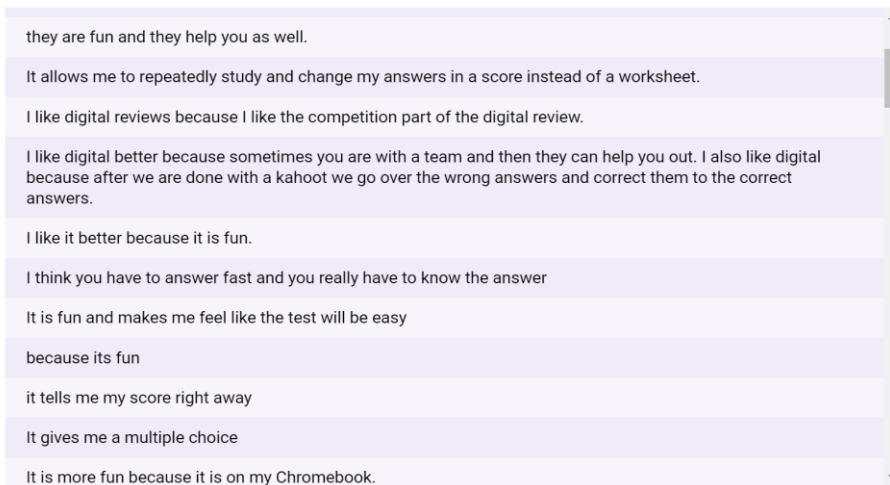 they are fun and they help you as well.
It allows me to repeatedly study and change my answers in a score instead of a worksheet.
I like digital reviews because I like the competition part of the digital review.
I like digital better because sometimes you are with a team and then they can help you out. I also like digital
because after we are done with a kahoot we go over the wrong answers and correct them to the correct
answers.
I like it better because it is fun.
I think you have to answer fast and you really have to know the answer
It is fun and makes me feel like the test will be easy
because its fun
it tells me my score right away
It gives me a multiple choice
It is more fun because it is on my Chromebook.